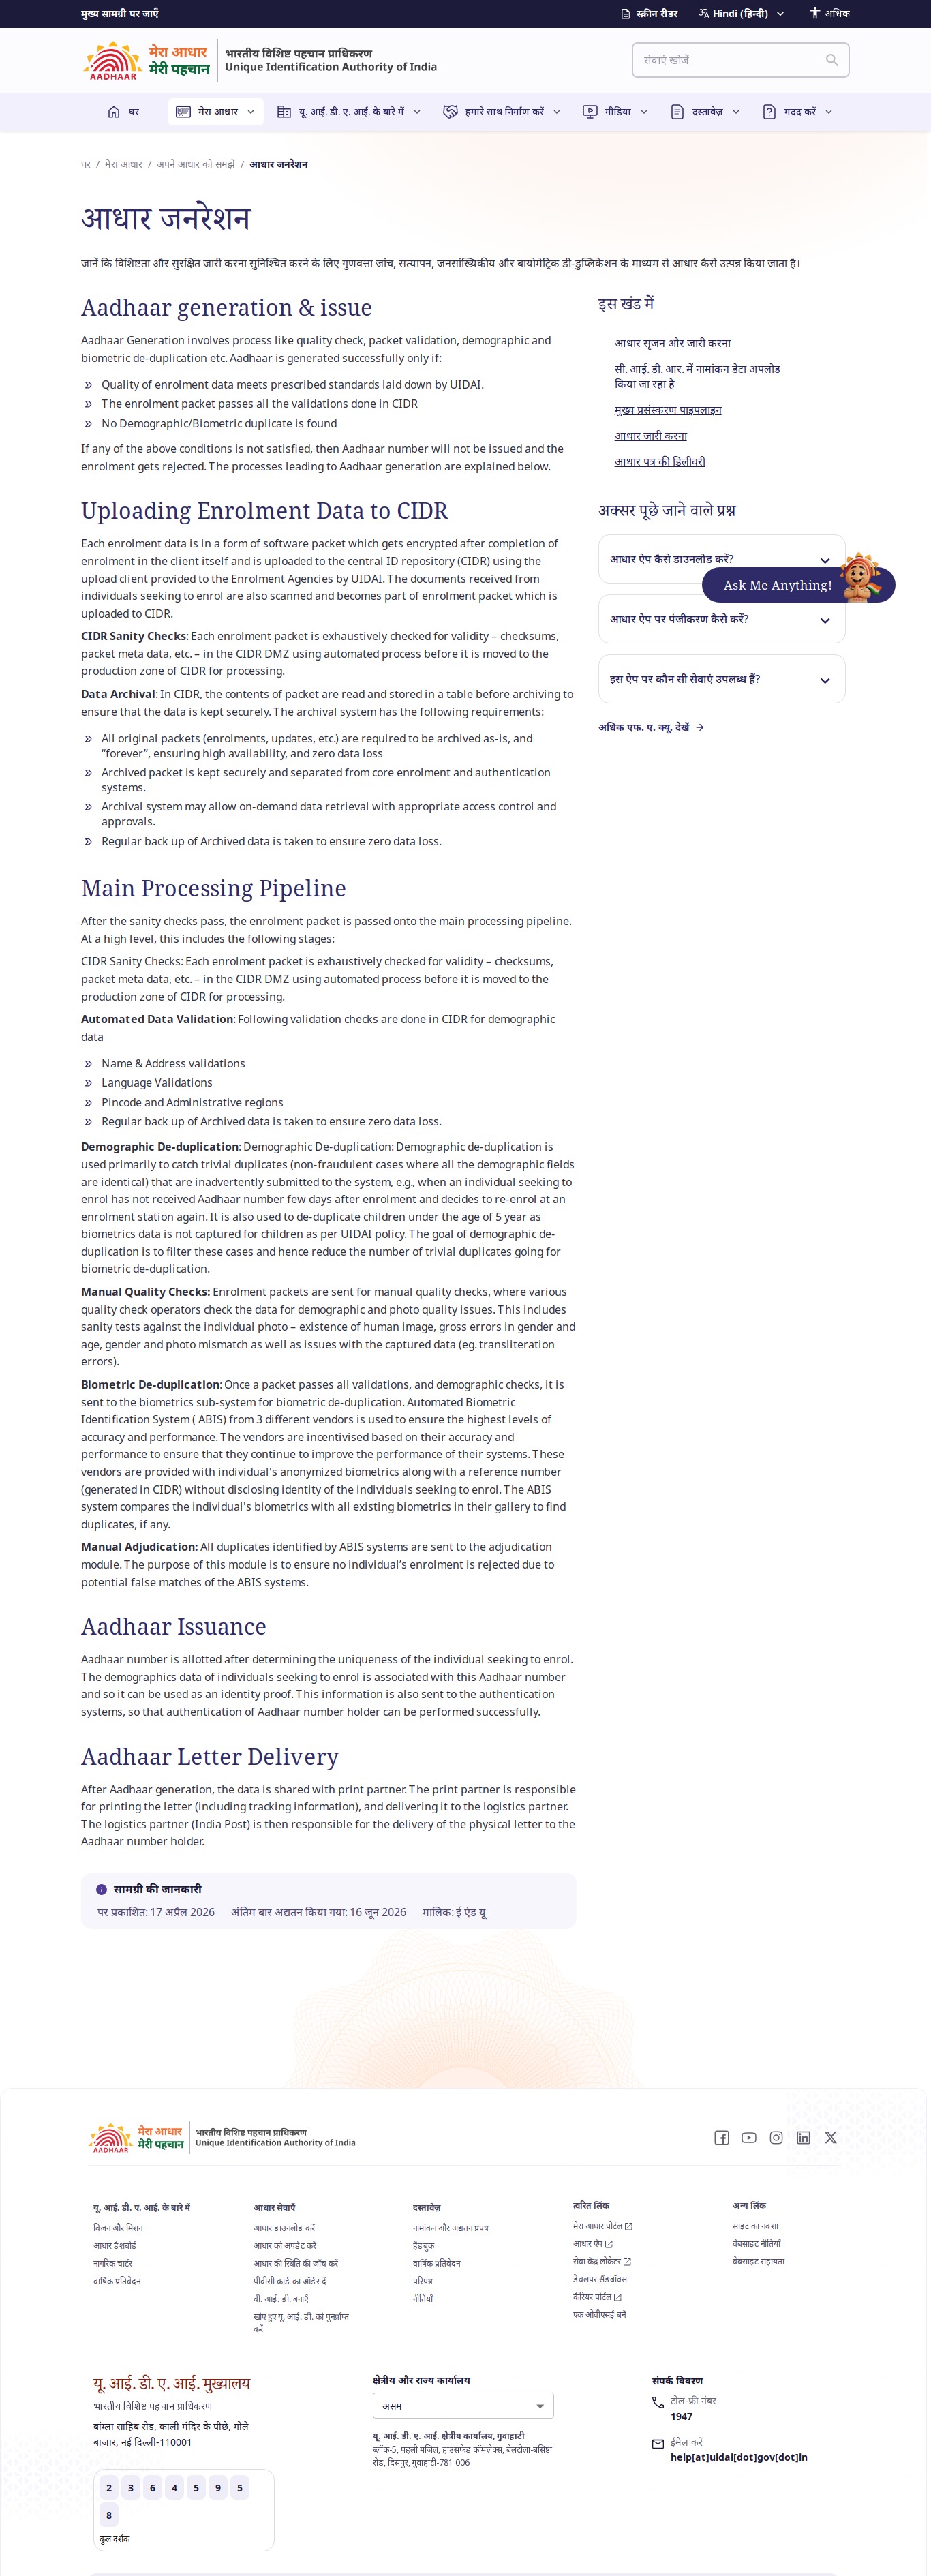 मुख्य सामग्री पर जाएँ
स्क्रीन रीडर
Hindi (हिन्दी)
अधिक
AADHAAR
मेरा आधार
मेरी पहचान
भारतीय विशिष्ट पहचान प्राधिकरण
Unique Identification Authority of India
सेवाएं खोजें
घर
मेरा आधार
यू. आई. डी. ए. आई. के बारे में
हमारे साथ निर्माण करें
मीडिया
दस्तावेज़
मदद करें
घर / मेरा आधार / अपने आधार को समझें / आधार जनरेशन
आधार जनरेशन
जानें कि विशिष्टता और सुरक्षित जारी करना सुनिश्चित करने के लिए गुणवत्ता जांच, सत्यापन, जनसांख्यिकीय और बायोमेट्रिक डी-डुप्लिकेशन के माध्यम से आधार कैसे उत्पन्न किया जाता है।
Aadhaar generation & issue
Aadhaar Generation involves process like quality check, packet validation, demographic and
biometric de-duplication etc. Aadhaar is generated successfully only if:
Quality of enrolment data meets prescribed standards laid down by UIDAI.
The enrolment packet passes all the validations done in CIDR
No Demographic/Biometric duplicate is found
If any of the above conditions is not satisfied, then Aadhaar number will not be issued and the
enrolment gets rejected. The processes leading to Aadhaar generation are explained below.
Uploading Enrolment Data to CIDR
Each enrolment data is in a form of software packet which gets encrypted after completion of
enrolment in the client itself and is uploaded to the central ID repository (CIDR) using the
upload client provided to the Enrolment Agencies by UIDAI. The documents received from
individuals seeking to enrol are also scanned and becomes part of enrolment packet which is
uploaded to CIDR.
CIDR Sanity Checks: Each enrolment packet is exhaustively checked for validity – checksums,
packet meta data, etc. – in the CIDR DMZ using automated process before it is moved to the
production zone of CIDR for processing.
Data Archival: In CIDR, the contents of packet are read and stored in a table before archiving to
ensure that the data is kept securely. The archival system has the following requirements:
All original packets (enrolments, updates, etc.) are required to be archived as-is, and
“forever”, ensuring high availability, and zero data loss
Archived packet is kept securely and separated from core enrolment and authentication
systems.
Archival system may allow on-demand data retrieval with appropriate access control and
approvals.
Regular back up of Archived data is taken to ensure zero data loss.
Main Processing Pipeline
After the sanity checks pass, the enrolment packet is passed onto the main processing pipeline.
At a high level, this includes the following stages:
CIDR Sanity Checks: Each enrolment packet is exhaustively checked for validity – checksums,
packet meta data, etc. – in the CIDR DMZ using automated process before it is moved to the
production zone of CIDR for processing.
Automated Data Validation: Following validation checks are done in CIDR for demographic
data
Name & Address validations
Language Validations
Pincode and Administrative regions
Regular back up of Archived data is taken to ensure zero data loss.
Demographic De-duplication: Demographic De-duplication: Demographic de-duplication is
used primarily to catch trivial duplicates (non-fraudulent cases where all the demographic fields
are identical) that are inadvertently submitted to the system, e.g., when an individual seeking to
enrol has not received Aadhaar number few days after enrolment and decides to re-enrol at an
enrolment station again. It is also used to de-duplicate children under the age of 5 year as
biometrics data is not captured for children as per UIDAI policy. The goal of demographic de-
duplication is to filter these cases and hence reduce the number of trivial duplicates going for
biometric de-duplication.
Manual Quality Checks: Enrolment packets are sent for manual quality checks, where various
quality check operators check the data for demographic and photo quality issues. This includes
sanity tests against the individual photo – existence of human image, gross errors in gender and
age, gender and photo mismatch as well as issues with the captured data (eg. transliteration
errors).
Biometric De-duplication: Once a packet passes all validations, and demographic checks, it is
sent to the biometrics sub-system for biometric de-duplication. Automated Biometric
Identification System ( ABIS) from 3 different vendors is used to ensure the highest levels of
accuracy and performance. The vendors are incentivised based on their accuracy and
performance to ensure that they continue to improve the performance of their systems. These
vendors are provided with individual's anonymized biometrics along with a reference number
(generated in CIDR) without disclosing identity of the individuals seeking to enrol. The ABIS
system compares the individual's biometrics with all existing biometrics in their gallery to find
duplicates, if any.
Manual Adjudication: All duplicates identified by ABIS systems are sent to the adjudication
module. The purpose of this module is to ensure no individual’s enrolment is rejected due to
potential false matches of the ABIS systems.
Aadhaar Issuance
Aadhaar number is allotted after determining the uniqueness of the individual seeking to enrol.
The demographics data of individuals seeking to enrol is associated with this Aadhaar number
and so it can be used as an identity proof. This information is also sent to the authentication
systems, so that authentication of Aadhaar number holder can be performed successfully.
Aadhaar Letter Delivery
After Aadhaar generation, the data is shared with print partner. The print partner is responsible
for printing the letter (including tracking information), and delivering it to the logistics partner.
The logistics partner (India Post) is then responsible for the delivery of the physical letter to the
Aadhaar number holder.
सामग्री की जानकारी
पर प्रकाशित: 17 अप्रैल 2026 अंतिम बार अद्यतन किया गया: 16 जून 2026 मालिक: ई एंड यू
इस खंड में
आधार सृजन और जारी करना
सी. आई. डी. आर. में नामांकन डेटा अपलोड
किया जा रहा है
मुख्य प्रसंस्करण पाइपलाइन
आधार जारी करना
आधार पत्र की डिलीवरी
अक्सर पूछे जाने वाले प्रश्न
आधार ऐप कैसे डाउनलोड करें?
Ask Me Anything!
आधार ऐप पर पंजीकरण कैसे करें?
इस ऐप पर कौन सी सेवाएं उपलब्ध हैं?
अधिक एफ. ए. क्यू. देखें
AADHAAR
मेरा आधार
मेरी पहचान
भारतीय विशिष्ट पहचान प्राधिकरण
Unique Identification Authority of India
यू. आई. डी. ए. आई. के बारे में
विजन और मिशन
आधार डैशबोर्ड
नागरिक चार्टर
वार्षिक प्रतिवेदन
आधार सेवाएँ
आधार डाउनलोड करें
आधार को अपडेट करें
आधार की स्थिति की जाँच करें
पीवीसी कार्ड का ऑर्डर दें
वी. आई. डी. बनाएँ
खोए हुए यू. आई. डी. को पुनर्प्राप्त
करें
दस्तावेज़
नामांकन और अद्यतन प्रपत्र
हैंडबुक
वार्षिक प्रतिवेदन
परिपत्र
नीतियाँ
त्वरित लिंक
मेरा आधार पोर्टल
आधार ऐप
सेवा केंद्र लोकेटर
डेवलपर सैंडबॉक्स
कैरियर पोर्टल
एक ओवीएसई बनें
अन्य लिंक
साइट का नक्शा
वेबसाइट नीतियाँ
वेबसाइट सहायता
यू. आई. डी. ए. आई. मुख्यालय
भारतीय विशिष्ट पहचान प्राधिकरण
बांग्ला साहिब रोड, काली मंदिर के पीछे, गोले
बाजार, नई दिल्ली-110001
2 3 6 4 5 9 5
8
कुल दर्शक
क्षेत्रीय और राज्य कार्यालय
असम
यू. आई. डी. ए. आई. क्षेत्रीय कार्यालय, गुवाहाटी
ब्लॉक-5, पहली मंजिल, हाउसफेड कॉम्प्लेक्स, बेलटोला-बसिष्ठा
रोड, दिसपुर, गुवाहाटी-781 006
संपर्क विवरण
टोल-फ्री नंबर
1947
ईमेल करें
help[at]uidai[dot]gov[dot]in